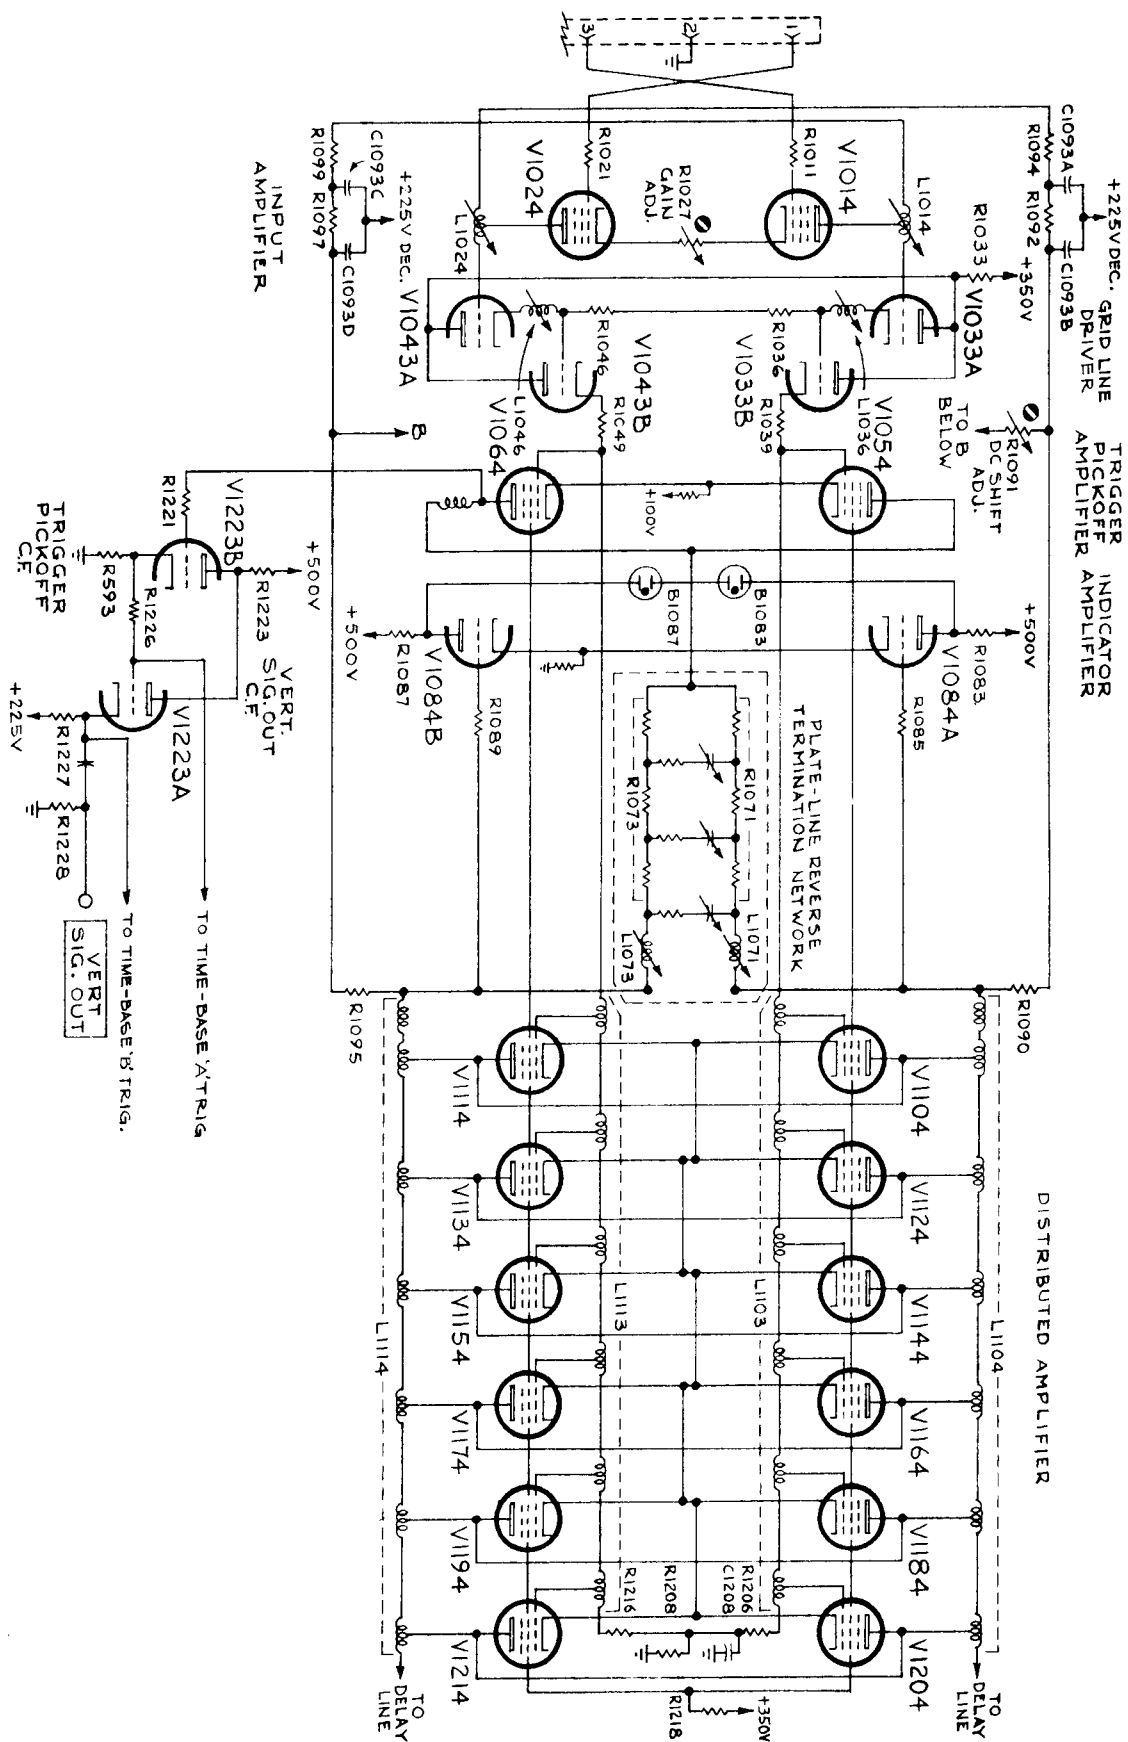 1
2
3
C1093A
R1094
R1092
+225V DEC.
C1093B
GRID LINE
DRIVER
TRIGGER
PICKOFF
AMPLIFIER
INDICATOR
AMPLIFIER
DISTRIBUTED AMPLIFIER
L1014
R1033
+350V
V1033A
R1091
DC SHIFT
ADJ.
TO B
BELOW
+500V
R1083
V1084A
R1085
R1090
L1104
TO
DELAY
LINE
R1011
V1014
R1027
GAIN
ADJ.
R1021
V1024
R1036
V1033B
L1036
V1054
R1039
R1046
V1043B
R1049
L1046
V1064
+100V
B1083
B1087
PLATE-LINE REVERSE
TERMINATION NETWORK
R1071
L1071
R1073
L1073
V1104
V1124
V1144
V1164
V1184
V1204
L1103
L1113
R1206
C1208
R1208
R1216
R1218
+350V
V1114
V1134
V1154
V1174
V1194
V1214
L1114
TO
DELAY
LINE
L1024
V1043A
+225V DEC.
C1093C
R1099
R1097
C1093D
INPUT
AMPLIFIER
B
+500V
R1087
V1084B
R1089
R1095
+500V
R1223
VERT.
SIG. OUT
C.F.
V1223B
R1221
R593
R1226
TRIGGER
PICKOFF
C.F.
V1223A
+225V
R1227
R1228
TO TIME-BASE 'A' TRIG
TO TIME-BASE 'B' TRIG.
VERT
SIG. OUT